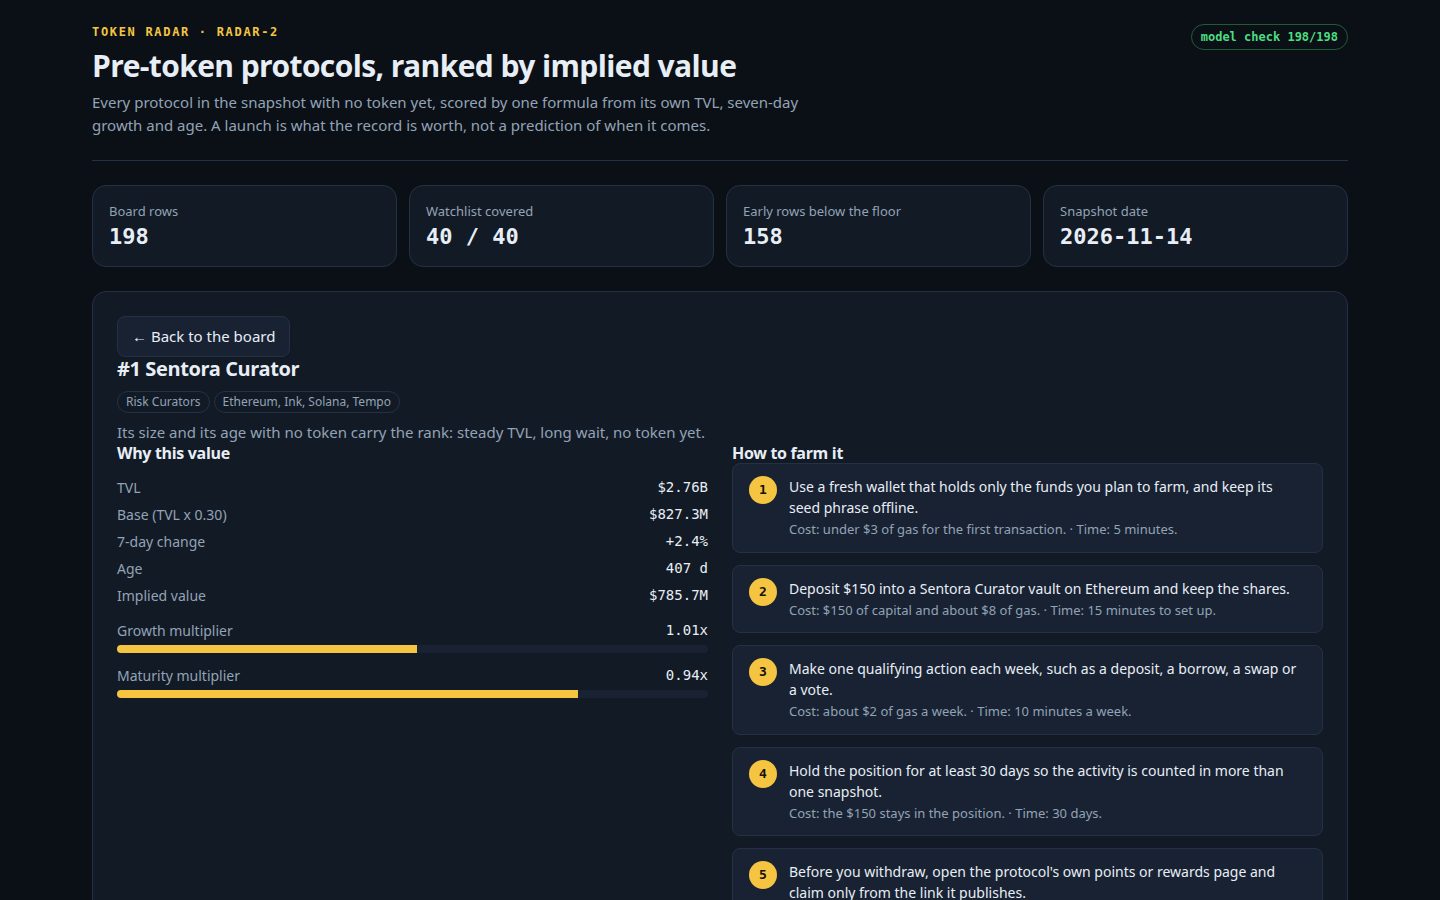 TOKEN RADAR · RADAR-2
model check 198/198
Pre-token protocols, ranked by implied value
Every protocol in the snapshot with no token yet, scored by one formula from its own TVL, seven-day
growth and age. A launch is what the record is worth, not a prediction of when it comes.
Board rows
198
Watchlist covered
40 / 40
Early rows below the floor
158
Snapshot date
2026-11-14
← Back to the board
#1 Sentora Curator
Risk Curators
Ethereum, Ink, Solana, Tempo
Its size and its age with no token carry the rank: steady TVL, long wait, no token yet.
Why this value
TVL $2.76B
Base (TVL x 0.30) $827.3M
7-day change +2.4%
Age 407 d
Implied value $785.7M
Growth multiplier 1.01x
Maturity multiplier 0.94x
How to farm it
1 Use a fresh wallet that holds only the funds you plan to farm, and keep its
seed phrase offline.
Cost: under $3 of gas for the first transaction. · Time: 5 minutes.
2 Deposit $150 into a Sentora Curator vault on Ethereum and keep the shares.
Cost: $150 of capital and about $8 of gas. · Time: 15 minutes to set up.
3 Make one qualifying action each week, such as a deposit, a borrow, a swap or
a vote.
Cost: about $2 of gas a week. · Time: 10 minutes a week.
4 Hold the position for at least 30 days so the activity is counted in more than
one snapshot.
Cost: the $150 stays in the position. · Time: 30 days.
5 Before you withdraw, open the protocol's own points or rewards page and
claim only from the link it publishes.